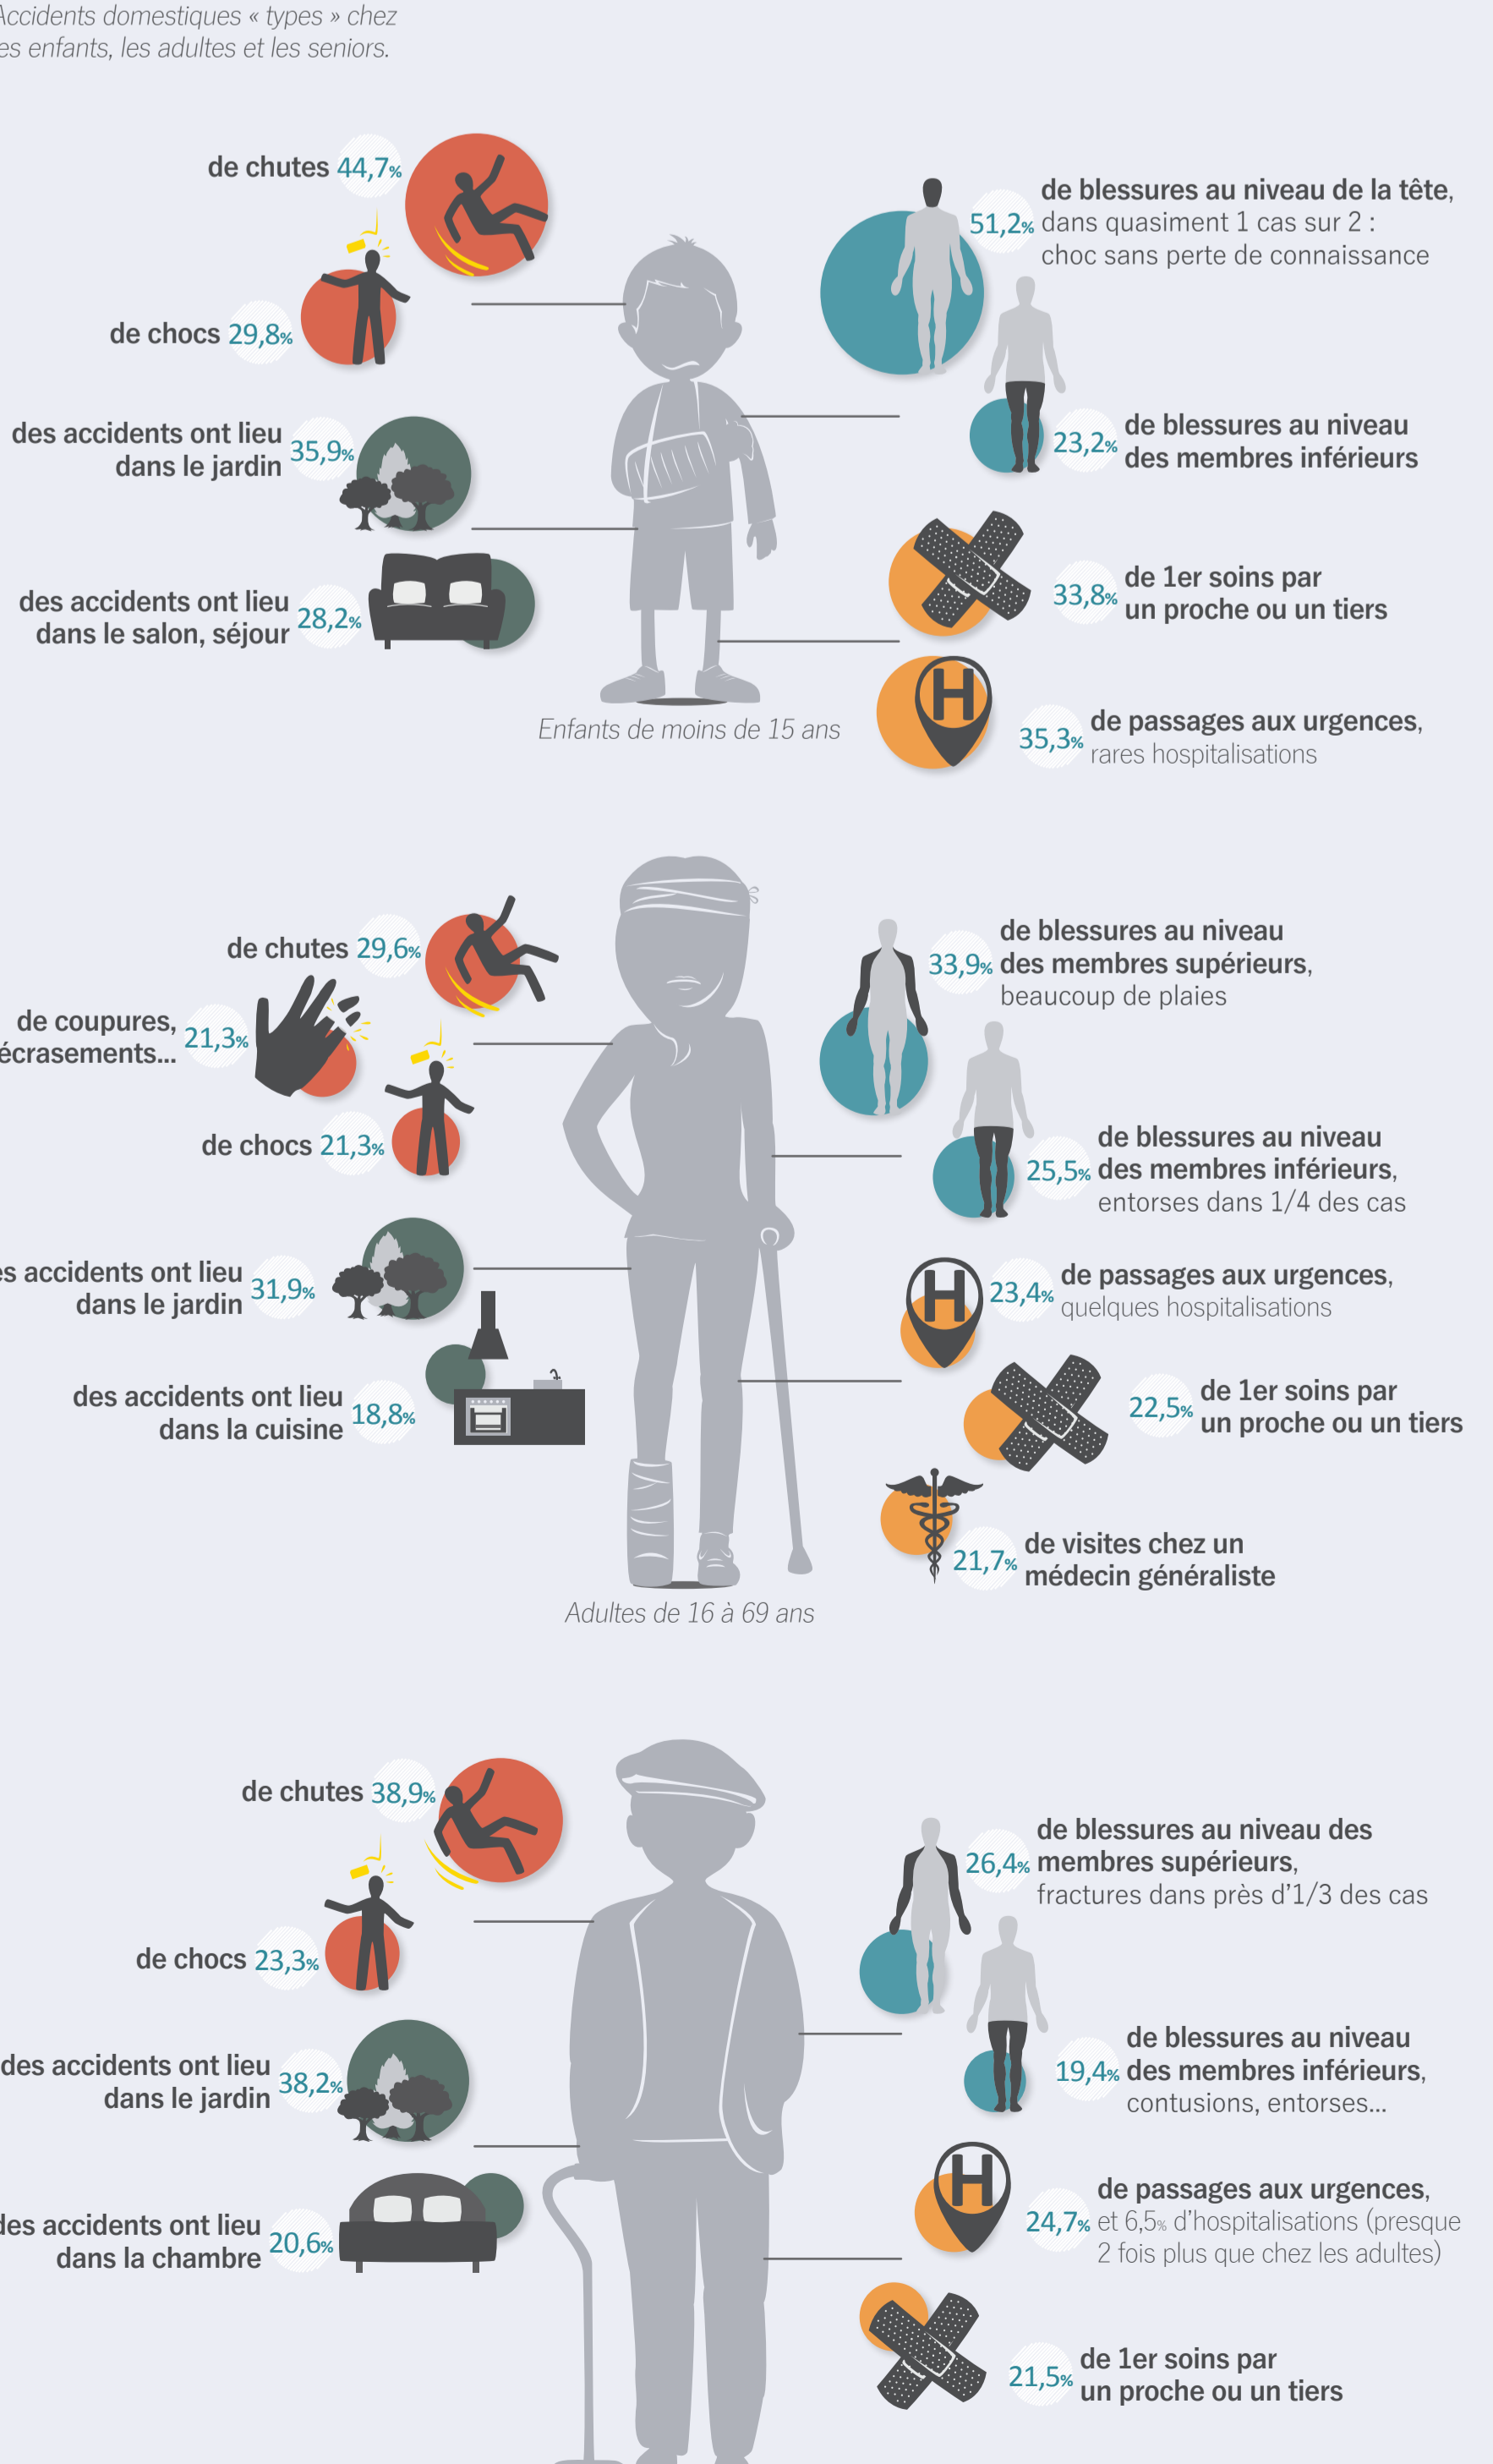 Accidents domestiques « types » chez
es enfants, les adultes et les seniors.
de chutes 44,7%
de chocs 29,8%
des accidents ont lieu
dans le jardin
35,9%
des accidents ont lieu
dans le salon, séjour
28,2%
51,2%
de blessures au niveau de la tête,
dans quasiment 1 cas sur 2 :
choc sans perte de connaissance
23,2%
de blessures au niveau
des membres inférieurs
33,8%
de 1er soins par
un proche ou un tiers
H
35,3%
de passages aux urgences,
rares hospitalisations
Enfants de moins de 15 ans
de chutes 29,6%
de coupures,
écrasements...
21,3%
de chocs 21,3%
es accidents ont lieu
dans le jardin
31,9%
des accidents ont lieu
dans la cuisine
18,8%
33,9%
de blessures au niveau
des membres supérieurs,
beaucoup de plaies
25,5%
de blessures au niveau
des membres inférieurs,
entorses dans 1/4 des cas
H
23,4%
de passages aux urgences,
quelques hospitalisations
22,5%
de 1er soins par
un proche ou un tiers
21,7%
de visites chez un
médecin généraliste
Adultes de 16 à 69 ans
de chutes 38,9%
de chocs 23,3%
des accidents ont lieu
dans le jardin
38,2%
des accidents ont lieu
dans la chambre
20,6%
26,4%
de blessures au niveau des
membres supérieurs,
fractures dans près d'1/3 des cas
19,4%
de blessures au niveau
des membres inférieurs,
contusions, entorses...
H
24,7%
de passages aux urgences,
et 6,5% d'hospitalisations (presque
2 fois plus que chez les adultes)
21,5%
de 1er soins par
un proche ou un tiers